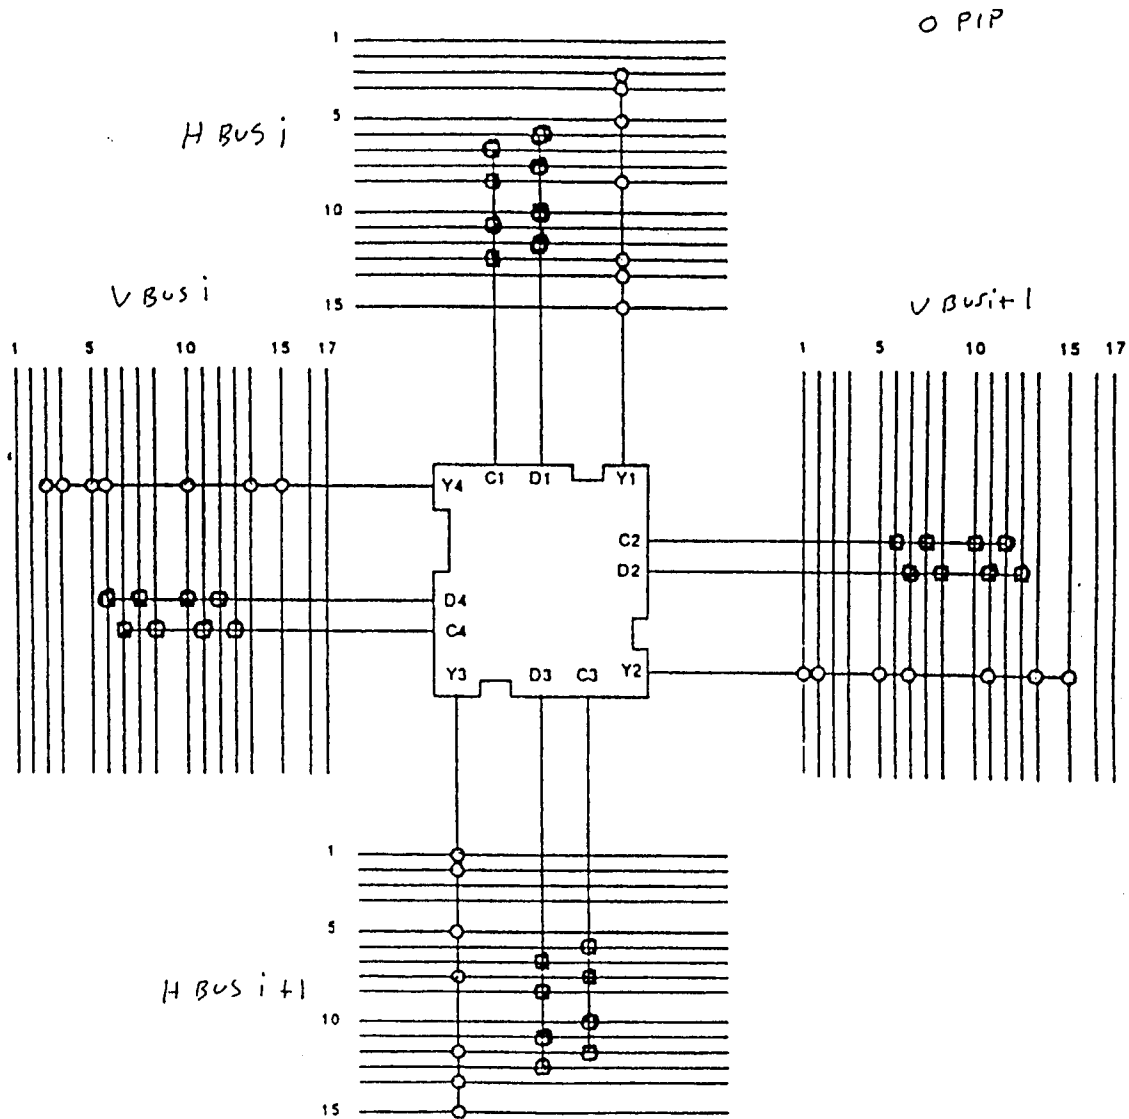 O PIP
1
5
H BUS i
10
15
V BUS i
V BUS i+1
1 5 10 15 17
1 5 10 15 17
Y4 C1 D1 Y1
C2
D2
D4
C4
Y3 D3 C3 Y2
1
5
H BUS i+1
10
15